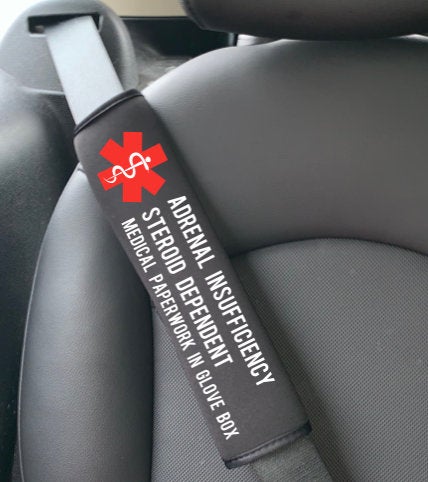 ADRENAL INSUFFICIENCY
STEROID DEPENDENT
MEDICAL PAPERWORK IN GLOVE BOX